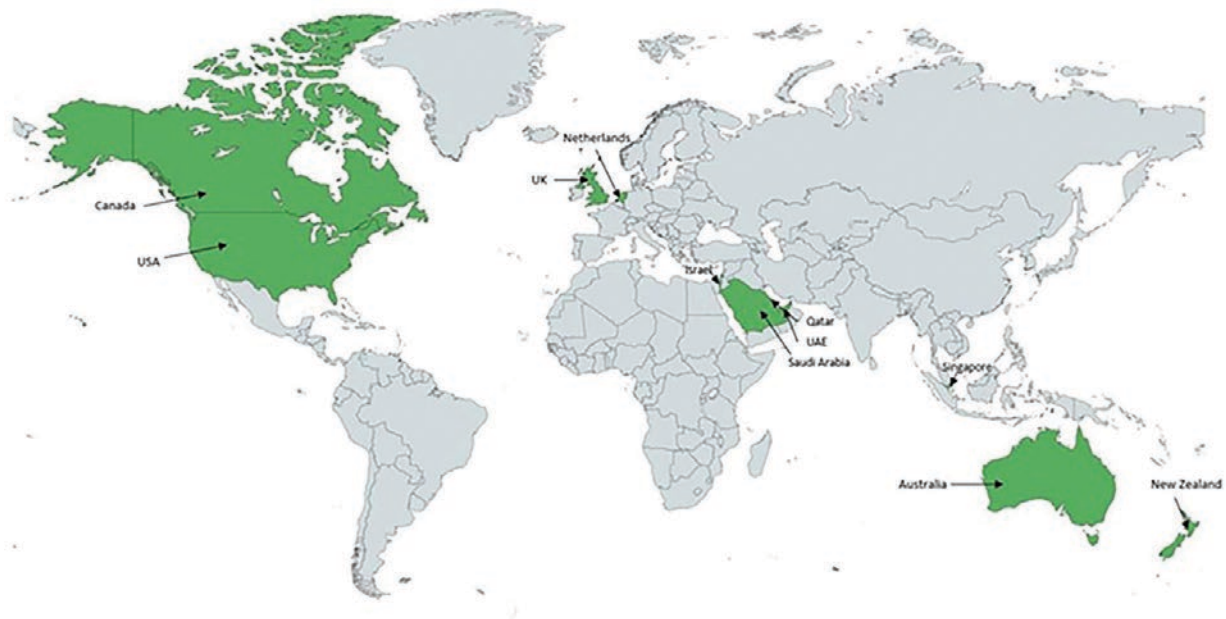 Netherlands
UK
Canada
USA
Israel
Qatar
UAE
Saudi Arabia
Singapore
Australia
New Zealand